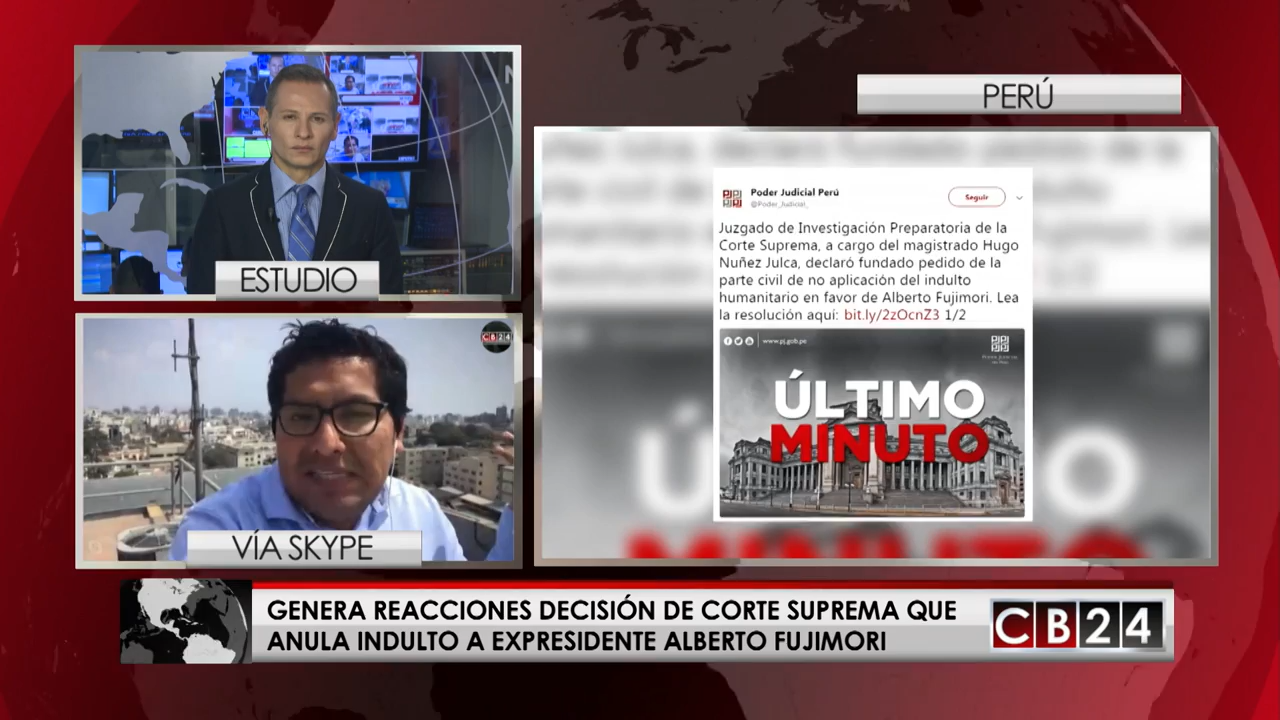 PERÚ
ESTUDIO
Poder Judicial Perú
@Poder_Judicial_
Seguir
Juzgado de Investigación Preparatoria de la
Corte Suprema, a cargo del magistrado Hugo
Nuñez Julca, declaró fundado pedido de la
parte civil de no aplicación del indulto
humanitario en favor de Alberto Fujimori. Lea
la resolución aquí: bit.ly/2zOcnZ3 1/2
www.pj.gob.pe
ÚLTIMO
MINUTO
CB24
VÍA SKYPE
GENERA REACCIONES DECISIÓN DE CORTE SUPREMA QUE
ANULA INDULTO A EXPRESIDENTE ALBERTO FUJIMORI
CB24